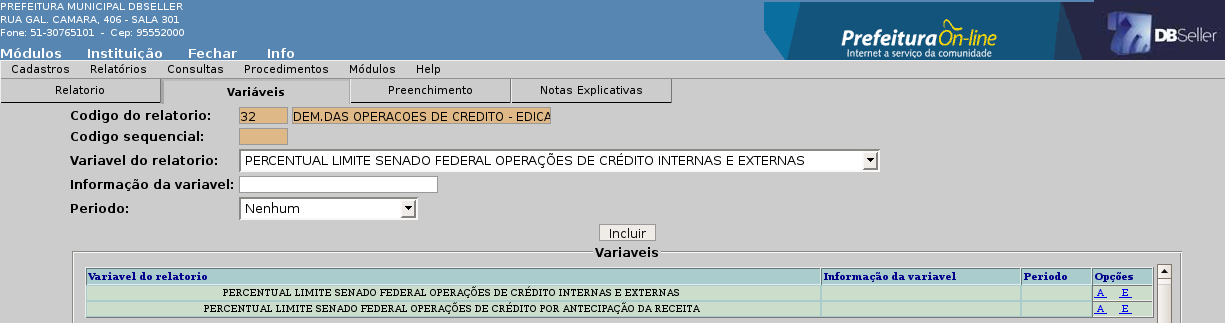 PREFEITURA MUNICIPAL DBSELLER
RUA GAL. CAMARA, 406 - SALA 301
Fone: 51-30765101 - Cep: 95552000
Módulos Instituição Fechar Info
PrefeituraOn-line
Internet a serviço da comunidade
DBSeller
Cadastros Relatórios Consultas Procedimentos Módulos Help
Relatorio Variáveis Preenchimento Notas Explicativas
Codigo do relatorio: 32 DEM.DAS OPERACOES DE CREDITO - EDICA
Codigo sequencial:
Variavel do relatorio: PERCENTUAL LIMITE SENADO FEDERAL OPERAÇÕES DE CRÉDITO INTERNAS E EXTERNAS
Informação da variavel:
Periodo: Nenhum
Incluir
Variaveis
Variavel do relatorio Informação da variavel Periodo Opções
PERCENTUAL LIMITE SENADO FEDERAL OPERAÇÕES DE CRÉDITO INTERNAS E EXTERNAS A E
PERCENTUAL LIMITE SENADO FEDERAL OPERAÇÕES DE CRÉDITO POR ANTECIPAÇÃO DA RECEITA A E